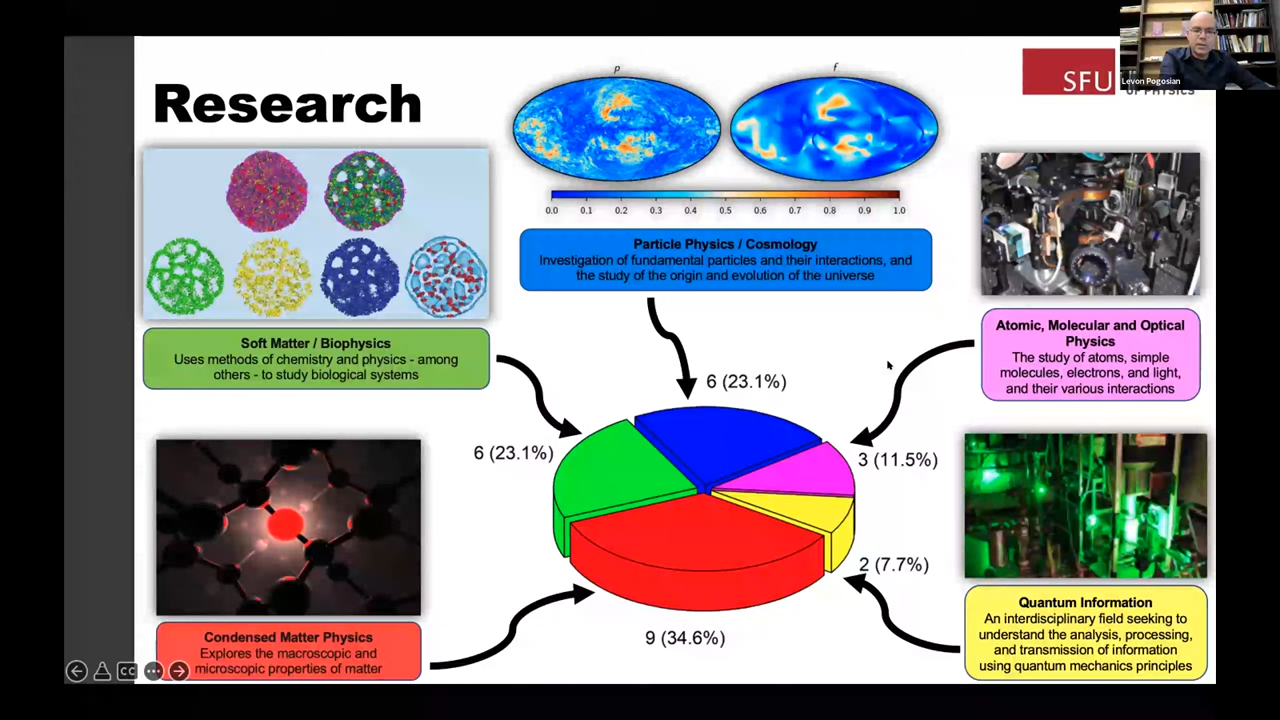 Research
p
f
0.0 0.1 0.2 0.3 0.4 0.5 0.6 0.7 0.8 0.9 1.0
SFU
OF PHYSICS
Levon Pogosian
Particle Physics / Cosmology
Investigation of fundamental particles and their interactions, and
the study of the origin and evolution of the universe
Soft Matter / Biophysics
Uses methods of chemistry and physics - among
others - to study biological systems
Atomic, Molecular and Optical
Physics
The study of atoms, simple
molecules, electrons, and light,
and their various interactions
6 (23.1%)
6 (23.1%)
3 (11.5%)
2 (7.7%)
9 (34.6%)
Condensed Matter Physics
Explores the macroscopic and
microscopic properties of matter
Quantum Information
An interdisciplinary field seeking to
understand the analysis, processing,
and transmission of information
using quantum mechanics principles
CC